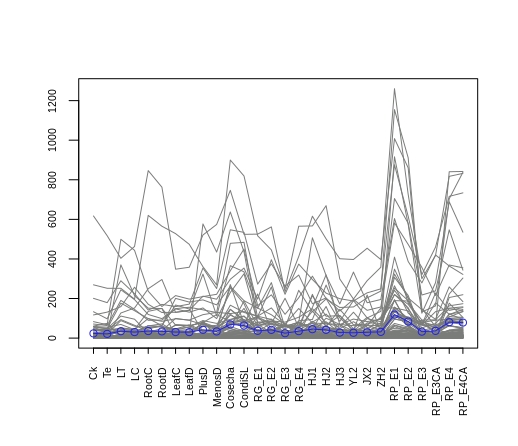 1200
1000
800
600
400
200
0
Ck
Te
LT
LC
RootC
RootD
LeafC
LeafD
PlusD
MenosD
Cosecha
CondiSL
RG_E1
RG_E2
RG_E3
RG_E4
HJ1
HJ2
HJ3
YL2
JX2
ZH2
RP_E1
RP_E2
RP_E3
RP_E3CA
RP_E4
RP_E4CA